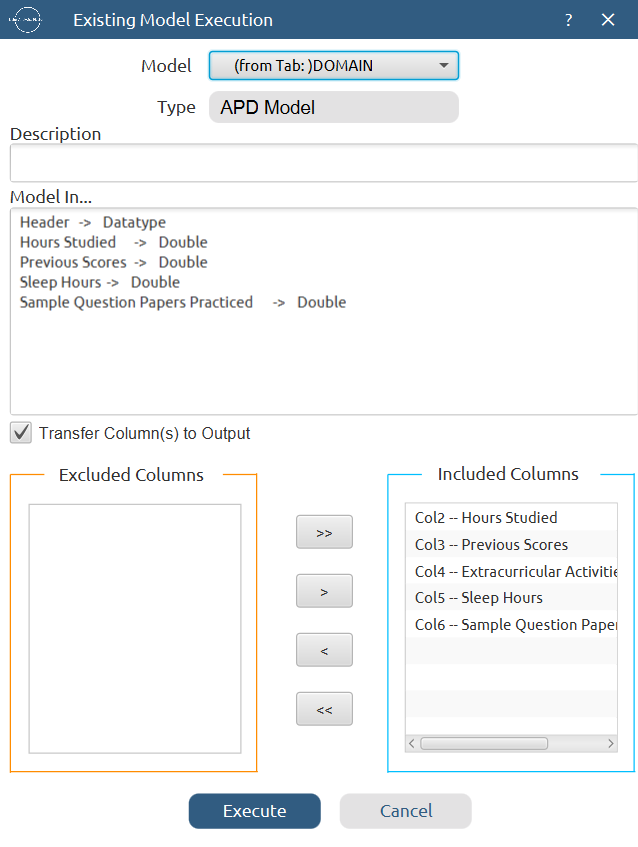 Existing Model Execution ? ×
Model (from Tab: )DOMAIN
Type APD Model
Description
Model In...
Header -> Datatype
Hours Studied -> Double
Previous Scores -> Double
Sleep Hours -> Double
Sample Question Papers Practiced -> Double
Transfer Column(s) to Output
Excluded Columns
Included Columns
Col2 -- Hours Studied
Col3 -- Previous Scores
Col4 -- Extracurricular Activitie
Col5 -- Sleep Hours
Col6 -- Sample Question Paper
>>
>
<
<<
Execute Cancel